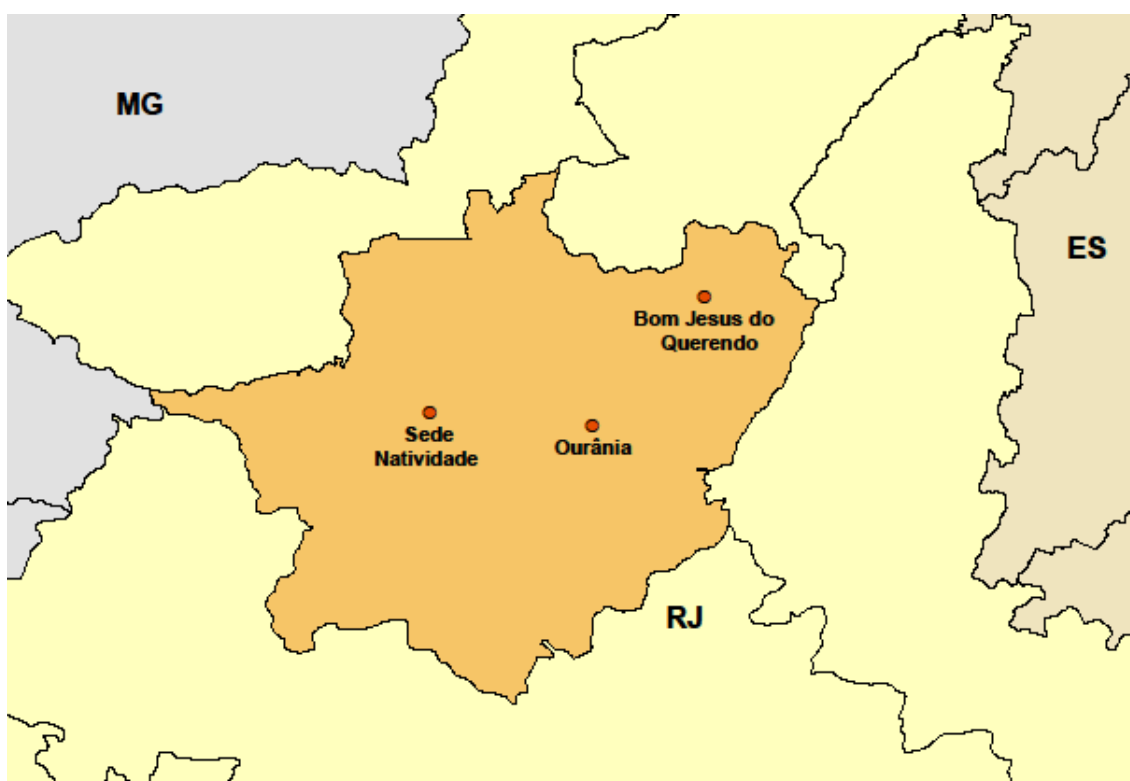 MG
ES
Bom Jesus do
Querendo
Sede
Natividade
Ourânia
RJ